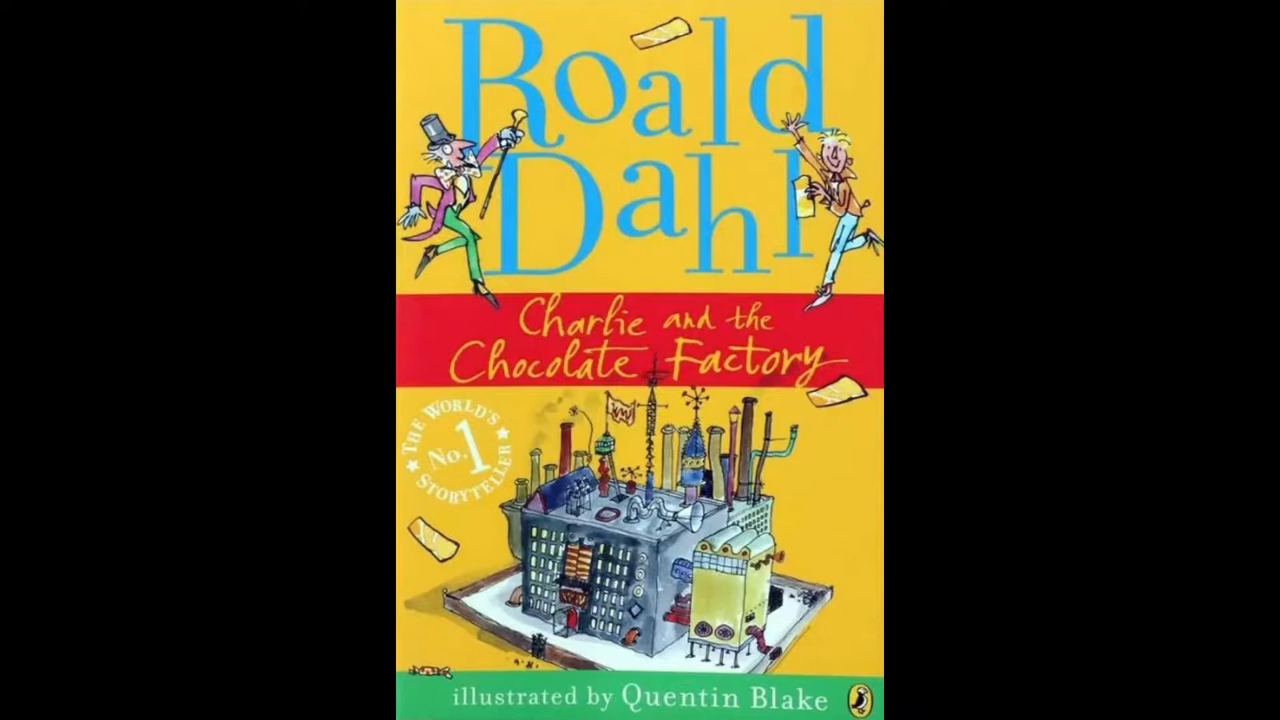 Roald
Dahl
Charlie and the
Chocolate Factory
THE WORLD'S
No.1
STORYTELLER
illustrated by Quentin Blake